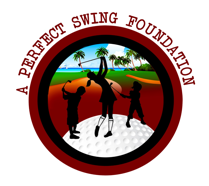 A PERFECT SWING FOUNDATION